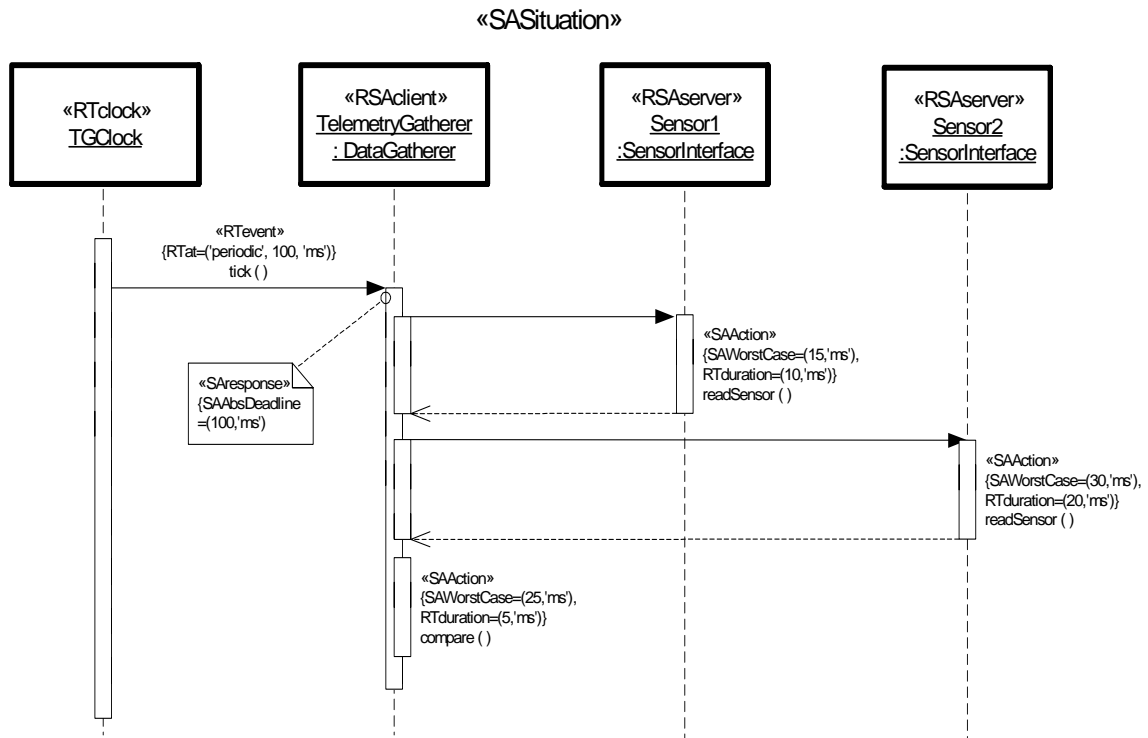 «SASituation»
«RTclock»
TGClock
«RSAclient»
TelemetryGatherer
: DataGatherer
«RSAserver»
Sensor1
:SensorInterface
«RSAserver»
Sensor2
:SensorInterface
«RTevent»
{RTat=('periodic', 100, 'ms')}
tick ( )
«SAresponse»
{SAAbsDeadline
=(100,'ms')
«SAAction»
{SAWorstCase=(15,'ms'),
RTduration=(10,'ms')}
readSensor ( )
«SAAction»
{SAWorstCase=(30,'ms'),
RTduration=(20,'ms')}
readSensor ( )
«SAAction»
{SAWorstCase=(25,'ms'),
RTduration=(5,'ms')}
compare ( )